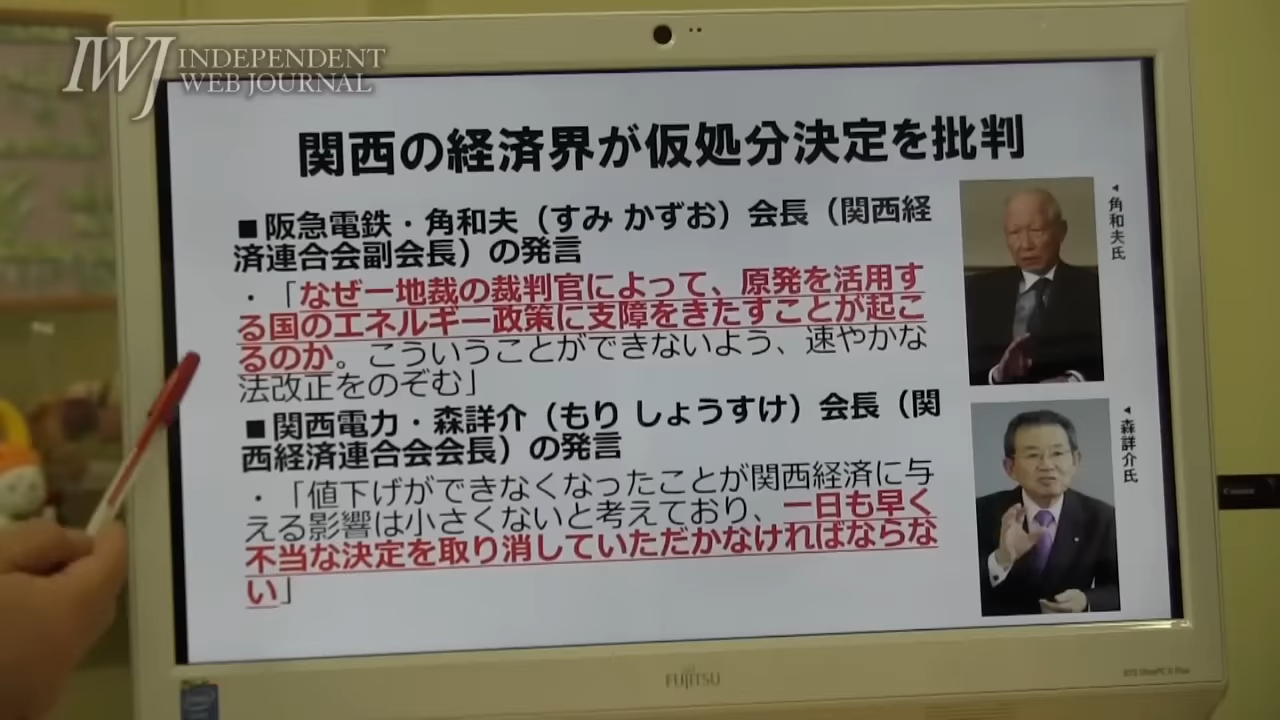 IWJ INDEPENDENT
WEB JOURNAL
関西の経済界が仮処分決定を批判
■阪急電鉄・角和夫（すみ かずお）会長（関西経
済連合会副会長）の発言
・「なぜ一地裁の裁判官によって、原発を活用す
る国のエネルギー政策に支障をきたすことが起こ
るのか。こういうことができないよう、速やかな
法改正をのぞむ」
■関西電力・森詳介（もり しょうすけ）会長（関
西経済連合会会長）の発言
・「値下げができなくなったことが関西経済に与
える影響は小さくないと考えており、一日も早く
不当な決定を取り消していただかなければならな
い」
▲角和夫氏
▲森詳介氏
FUJITSU
Canon